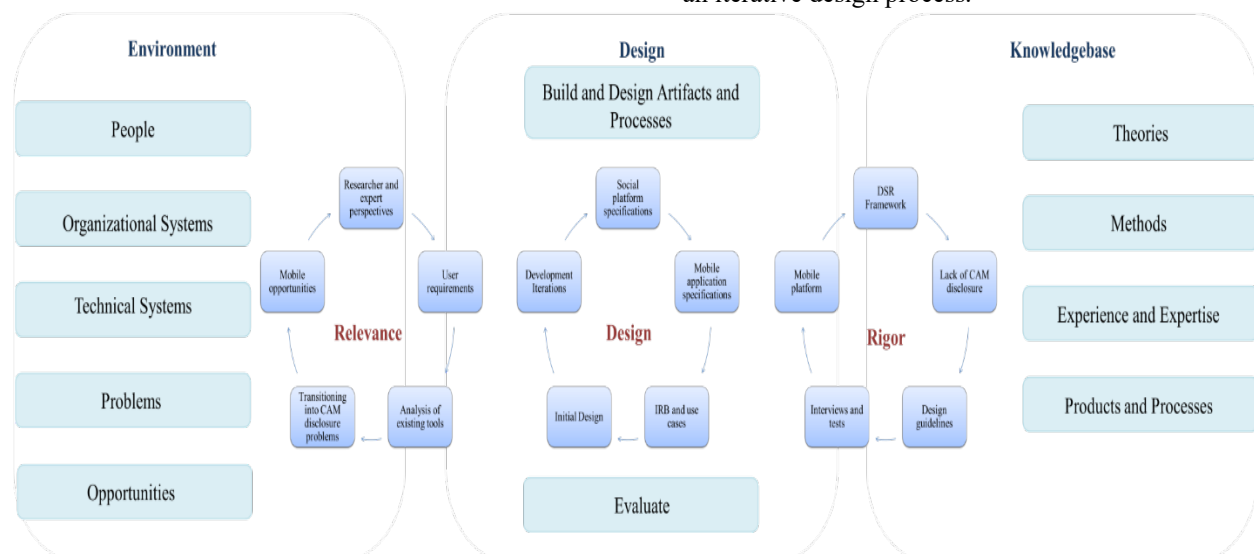 an iterative design process.
Environment
People
Organizational Systems
Technical Systems
Problems
Opportunities
Researcher and
expert
perspectives
User
requirements
Analysis of
existing tools
Transitioning
into CAM
disclosure
problems
Mobile
opportunities
Relevance
Design
Build and Design Artifacts and
Processes
Social
platform
specifications
Mobile
application
specifications
IRB and use
cases
Initial Design
Development
Iterations
Design
Evaluate
Knowledgebase
DSR
Framework
Lack of CAM
disclosure
Design
guidelines
Interviews and
tests
Mobile
platform
Rigor
Theories
Methods
Experience and Expertise
Products and Processes